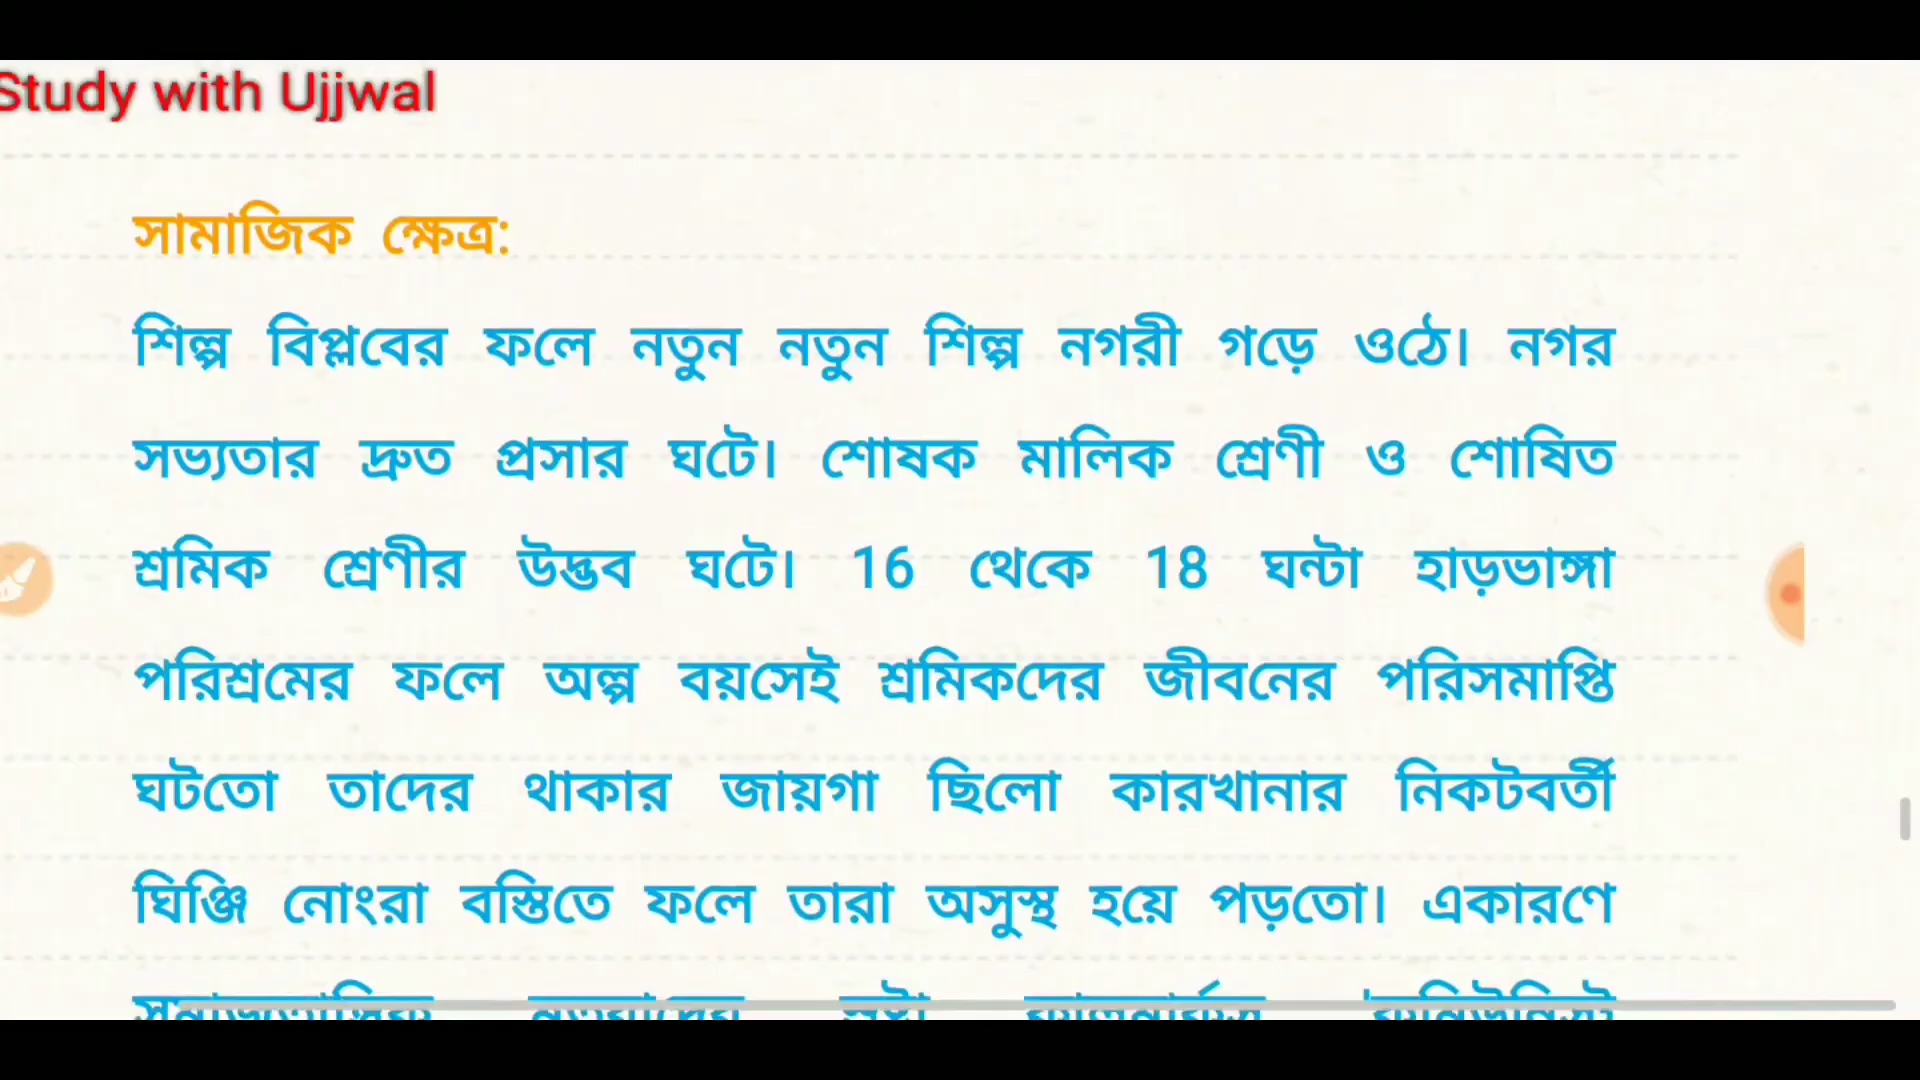 Study with Ujjwal
সামাজিক ক্ষেত্র:
শিল্প বিপ্লবের ফলে নতুন নতুন শিল্প নগরী গড়ে ওঠে। নগর
সভ্যতার দ্রুত প্রসার ঘটে। শোষক মালিক শ্রেণী ও শোষিত
শ্রমিক শ্রেণীর উদ্ভব ঘটে। 16 থেকে 18 ঘন্টা হাড়ভাঙ্গা
পরিশ্রমের ফলে অল্প বয়সেই শ্রমিকদের জীবনের পরিসমাপ্তি
ঘটতো তাদের থাকার জায়গা ছিলো কারখানার নিকটবর্তী
ঘিঞ্জি নোংরা বস্তিতে ফলে তারা অসুস্থ হয়ে পড়তো। একারণে